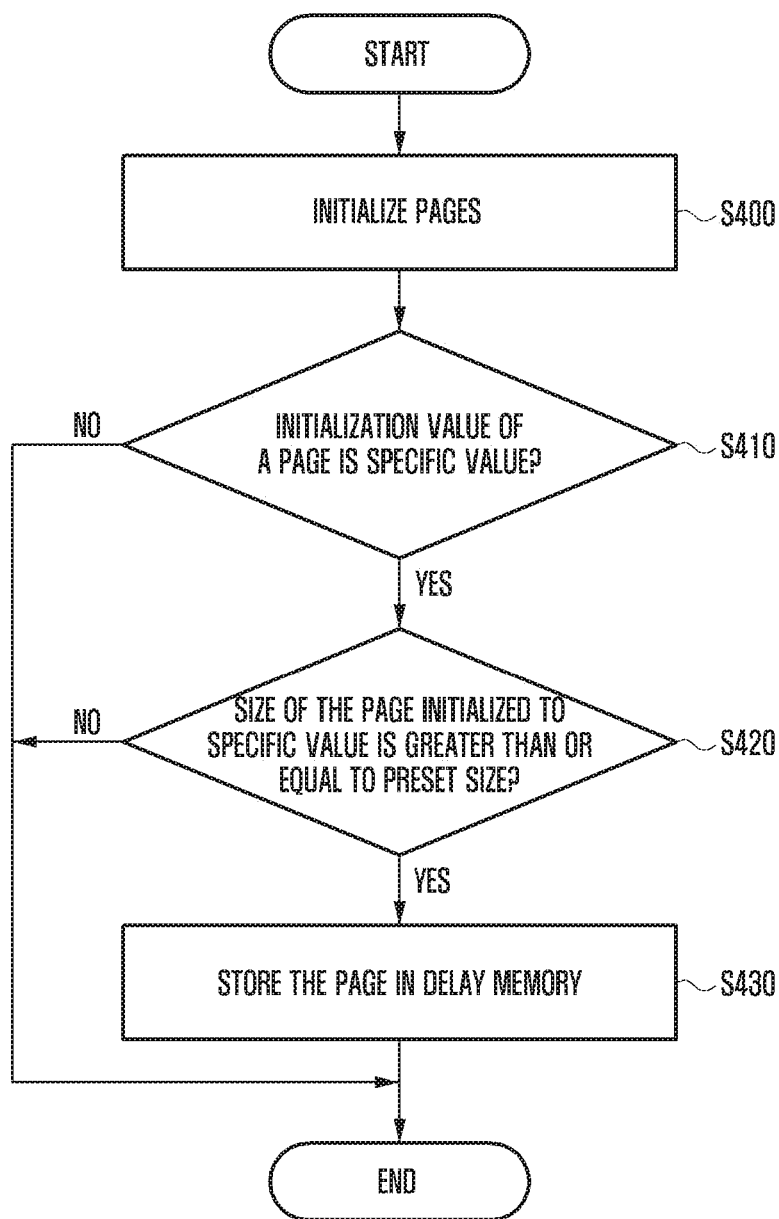 START
INITIALIZE PAGES
S400
NO
INITIALIZATION VALUE OF
A PAGE IS SPECIFIC VALUE?
S410
YES
NO
SIZE OF THE PAGE INITIALIZED TO
SPECIFIC VALUE IS GREATER THAN OR
EQUAL TO PRESET SIZE?
S420
YES
STORE THE PAGE IN DELAY MEMORY
S430
END